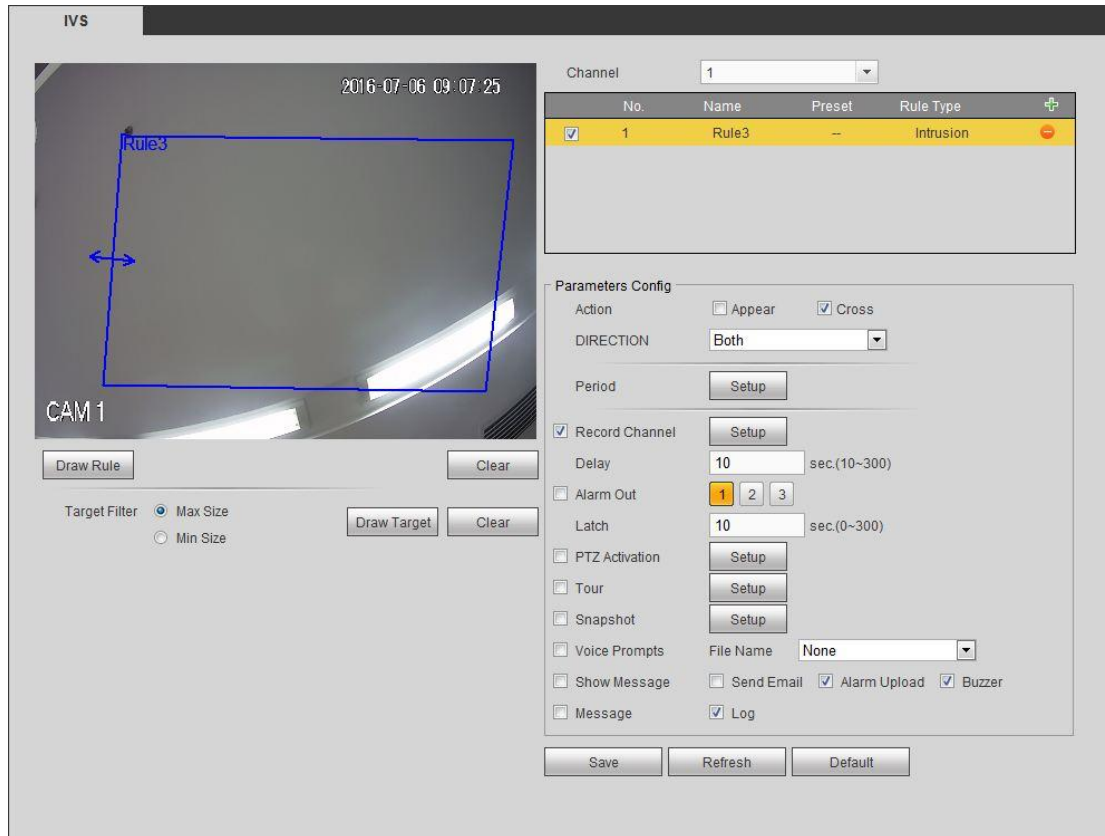 IVS
2016-07-06 09:07:25
Rule3
CAM 1
Draw Rule Clear
Target Filter Max Size
Min Size
Draw Target Clear
Channel 1
No. Name Preset Rule Type
1 Rule3 -- Intrusion
Parameters Config
Action Appear Cross
DIRECTION Both
Period Setup
Record Channel Setup
Delay 10 sec.(10~300)
Alarm Out 1 2 3
Latch 10 sec.(0~300)
PTZ Activation Setup
Tour Setup
Snapshot Setup
Voice Prompts File Name None
Show Message Send Email Alarm Upload Buzzer
Message Log
Save Refresh Default